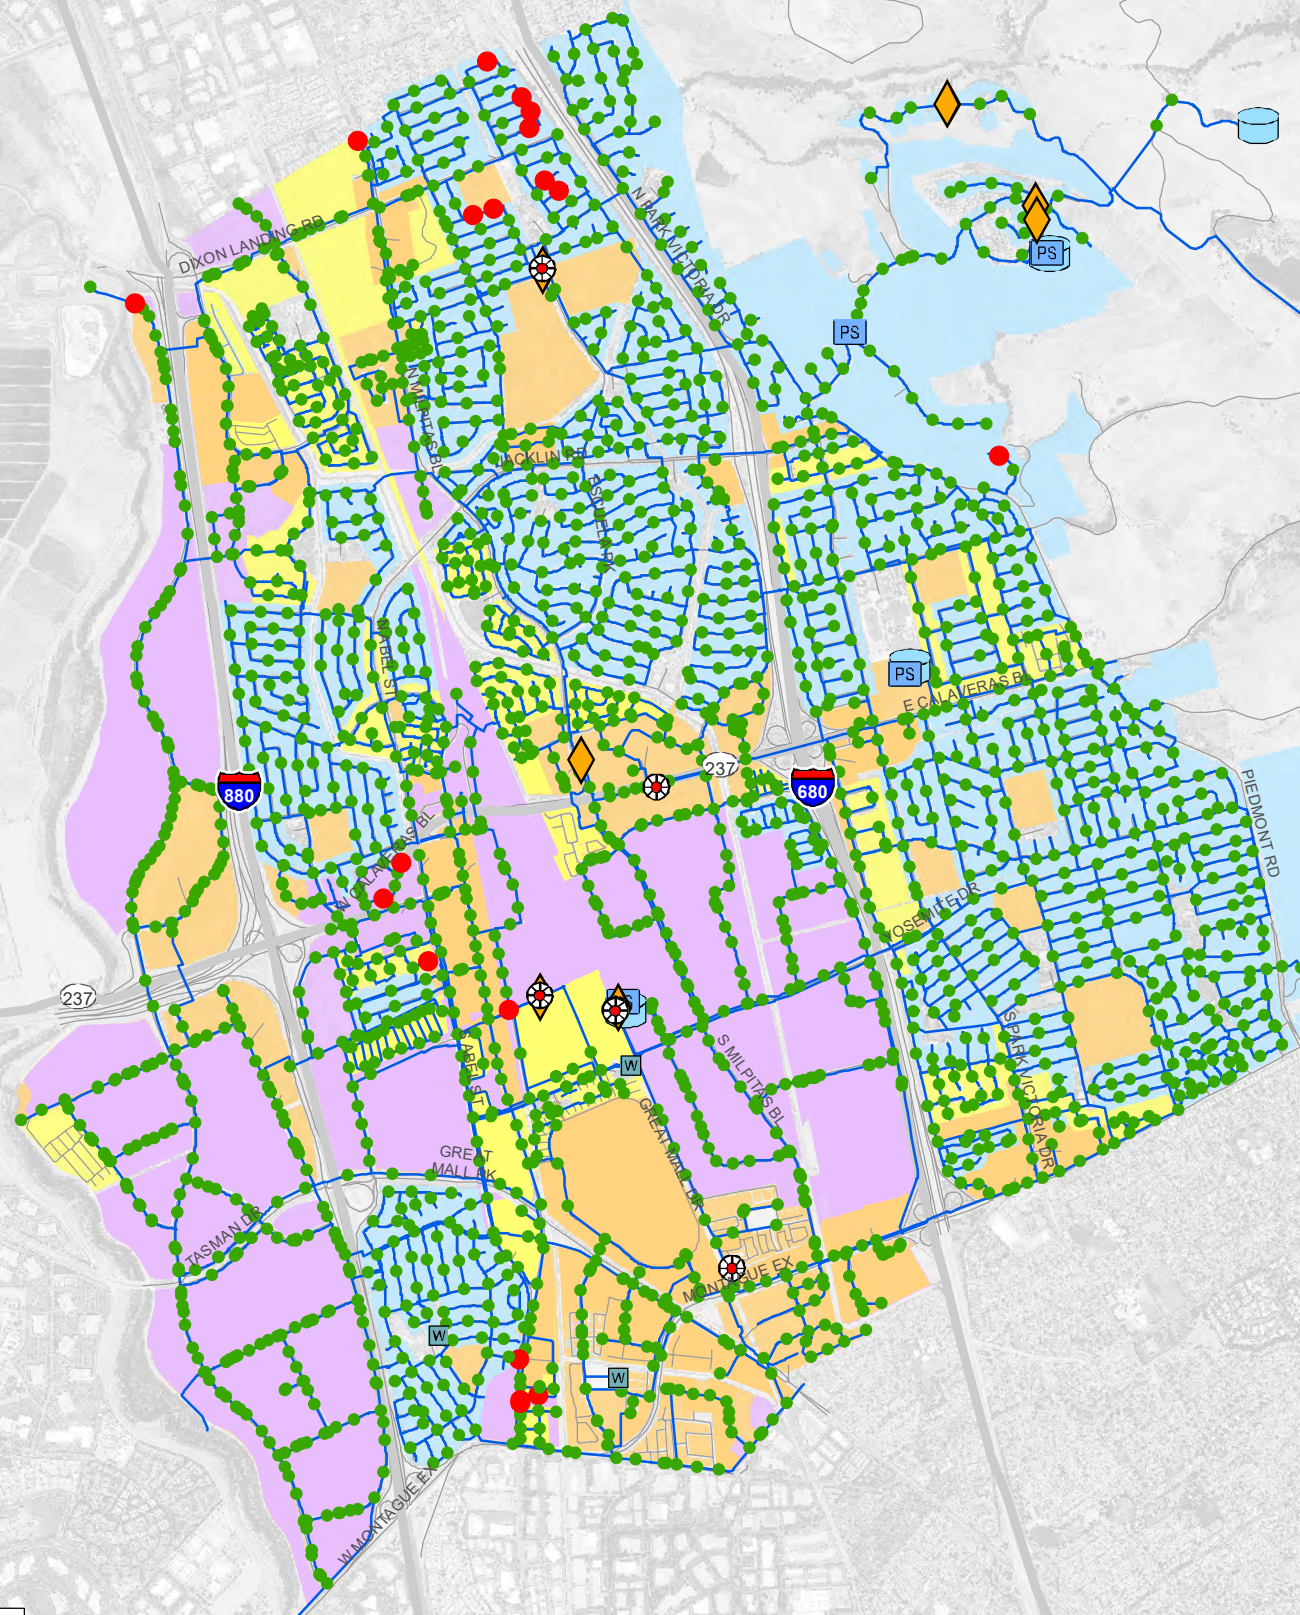 N PARK VICTORIA DR
DIXON LANDING RD
PS
PS
N MILPITAS BL
JACKLIN RD
ESCUELA PK
N ABEL ST
PS
E CALAVERAS BL
237
880
680
PIEDMONT RD
W CALAVERAS BL
YOSEMITE DR
237
S PARK VICTORIA DR
S ABEL ST
W
S MILPITAS BL
GREAT MALL DR
GREAT
MALL PK
TASMAN DR
MONTAGUE EX
W
W
W MONTAGUE EX